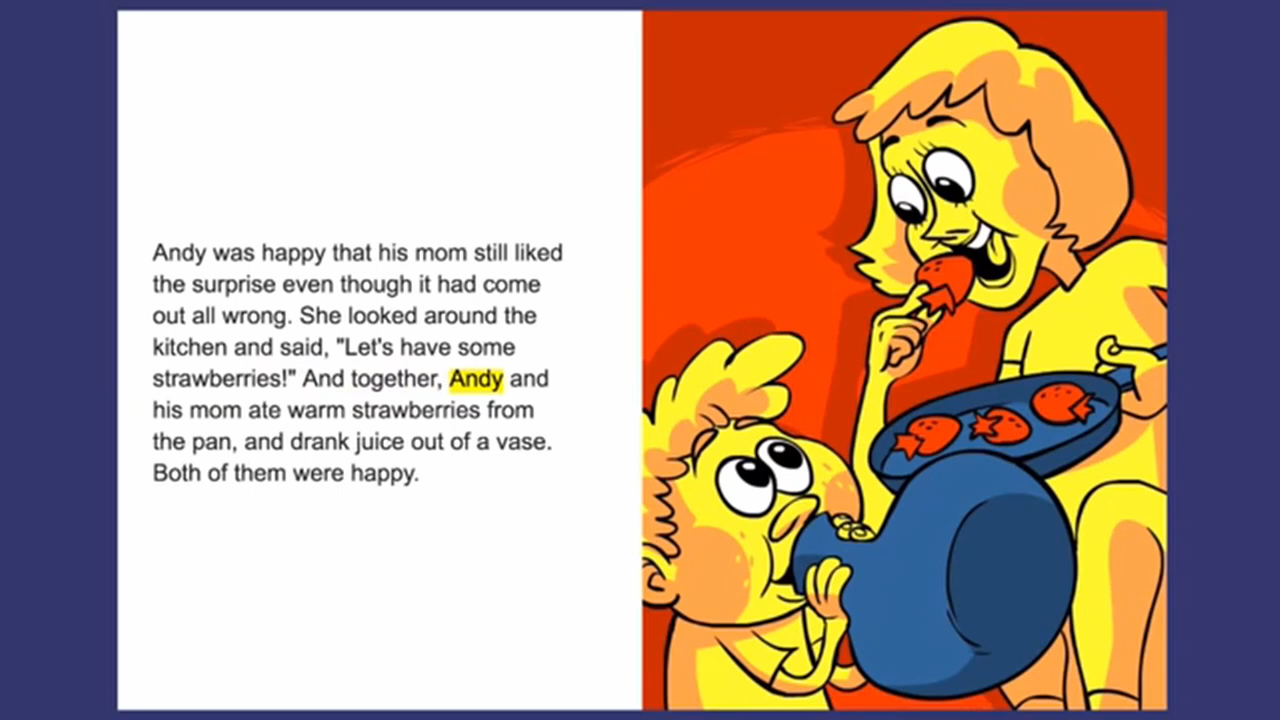 Andy was happy that his mom still liked
the surprise even though it had come
out all wrong. She looked around the
kitchen and said, "Let's have some
strawberries!" And together, Andy and
his mom ate warm strawberries from
the pan, and drank juice out of a vase.
Both of them were happy.